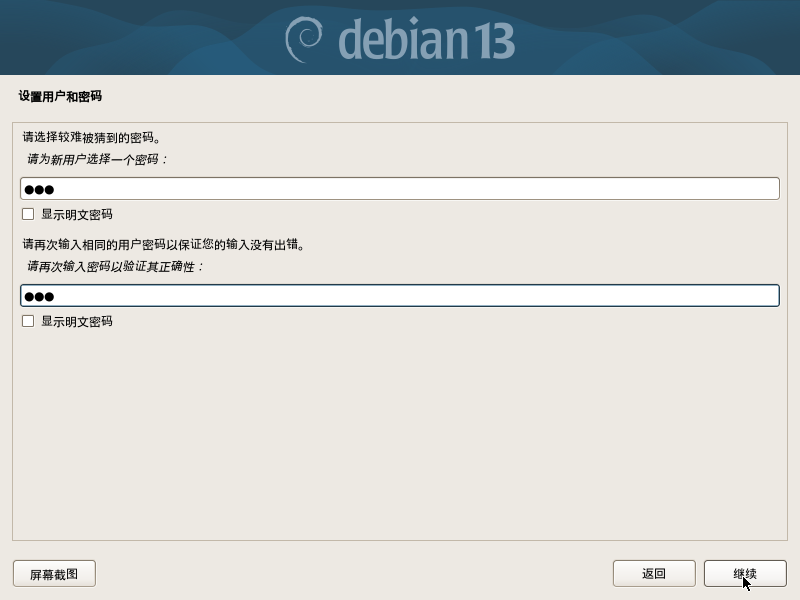 debian 13
设置用户和密码
请选择较难被猜到的密码。
请为新用户选择一个密码：
●●●
显示明文密码
请再次输入相同的用户密码以保证您的输入没有出错。
请再次输入密码以验证其正确性：
●●●
显示明文密码
屏幕截图
返回
继续